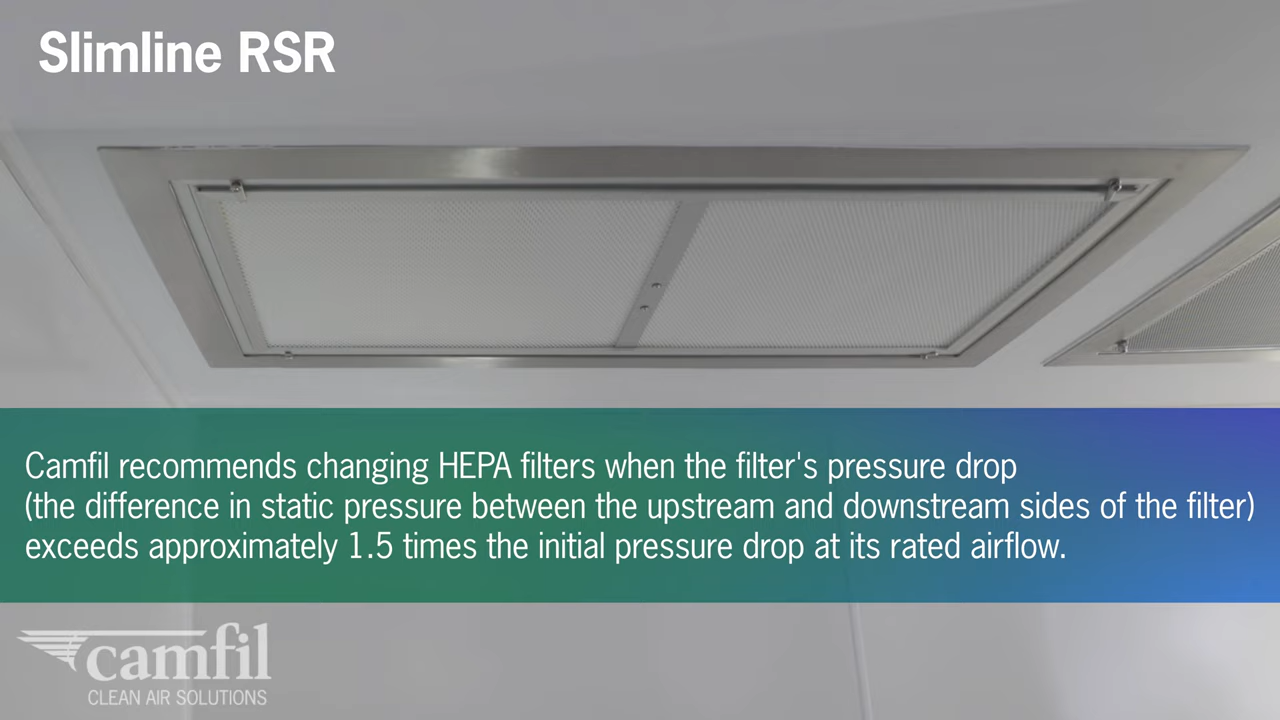 Slimline RSR
Camfil recommends changing HEPA filters when the filter's pressure drop
(the difference in static pressure between the upstream and downstream sides of the filter)
exceeds approximately 1.5 times the initial pressure drop at its rated airflow.
camfil
CLEAN AIR SOLUTIONS